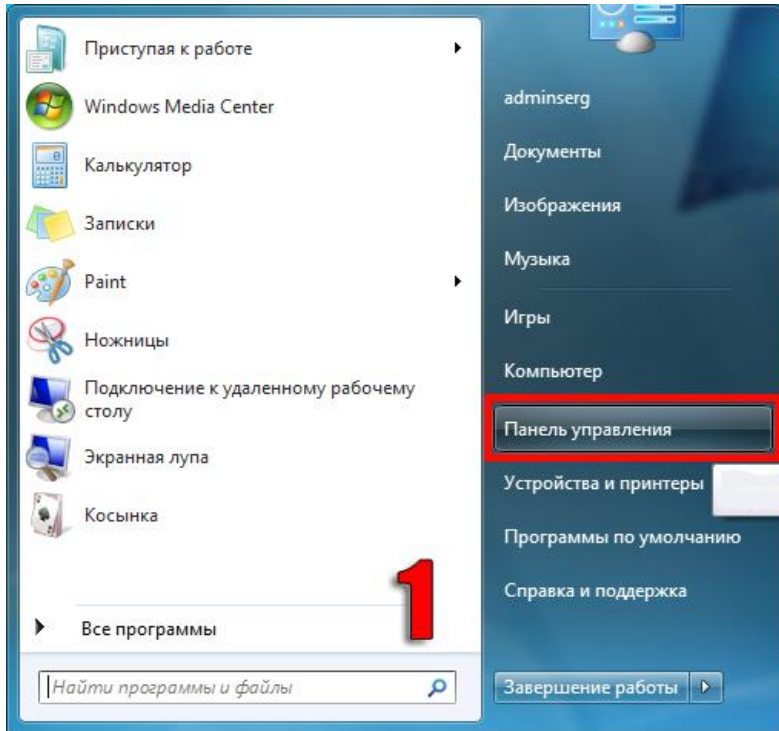 Приступая к работе
Windows Media Center
Калькулятор
Записки
Paint
Ножницы
Подключение к удаленному рабочему
столу
Экранная лупа
Косынка
1
Все программы
Найти программы и файлы
adminserg
Документы
Изображения
Музыка
Игры
Компьютер
Панель управления
Устройства и принтеры
Программы по умолчанию
Справка и поддержка
Завершение работы